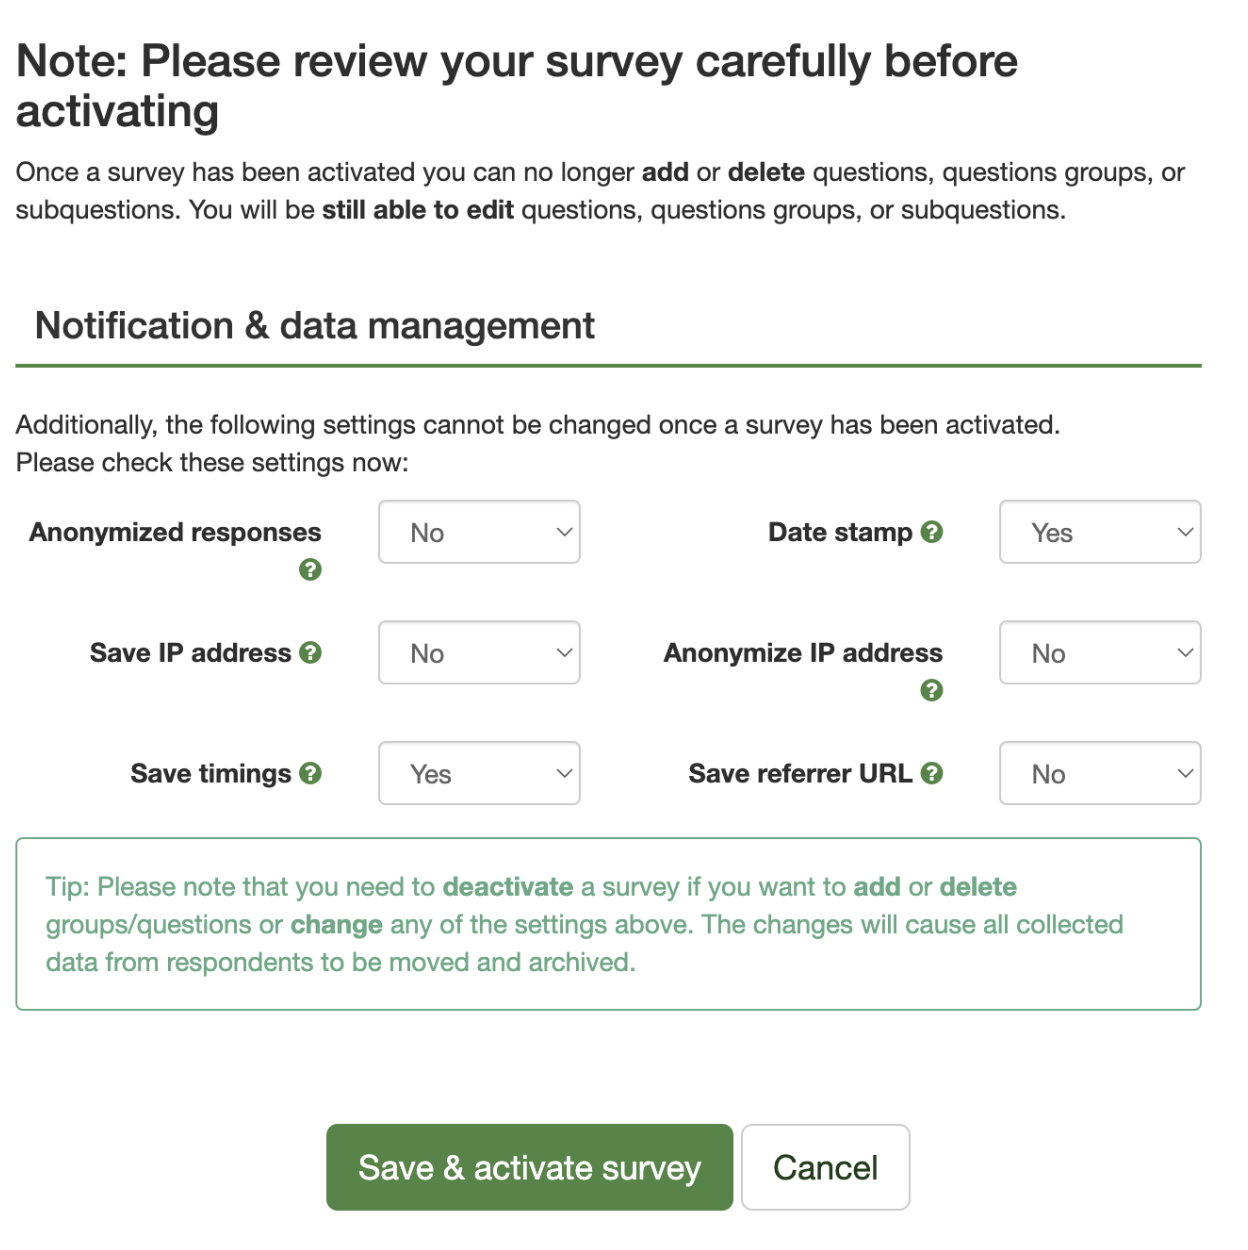 Note: Please review your survey carefully before
activating
Once a survey has been activated you can no longer add or delete questions, questions groups, or
subquestions. You will be still able to edit questions, questions groups, or subquestions.
Notification & data management
Additionally, the following settings cannot be changed once a survey has been activated.
Please check these settings now:
Anonymized responses ? No
Date stamp ? Yes
Save IP address ? No
Anonymize IP address ? No
Save timings ? Yes
Save referrer URL ? No
Tip: Please note that you need to deactivate a survey if you want to add or delete
groups/questions or change any of the settings above. The changes will cause all collected
data from respondents to be moved and archived.
Save & activate survey
Cancel